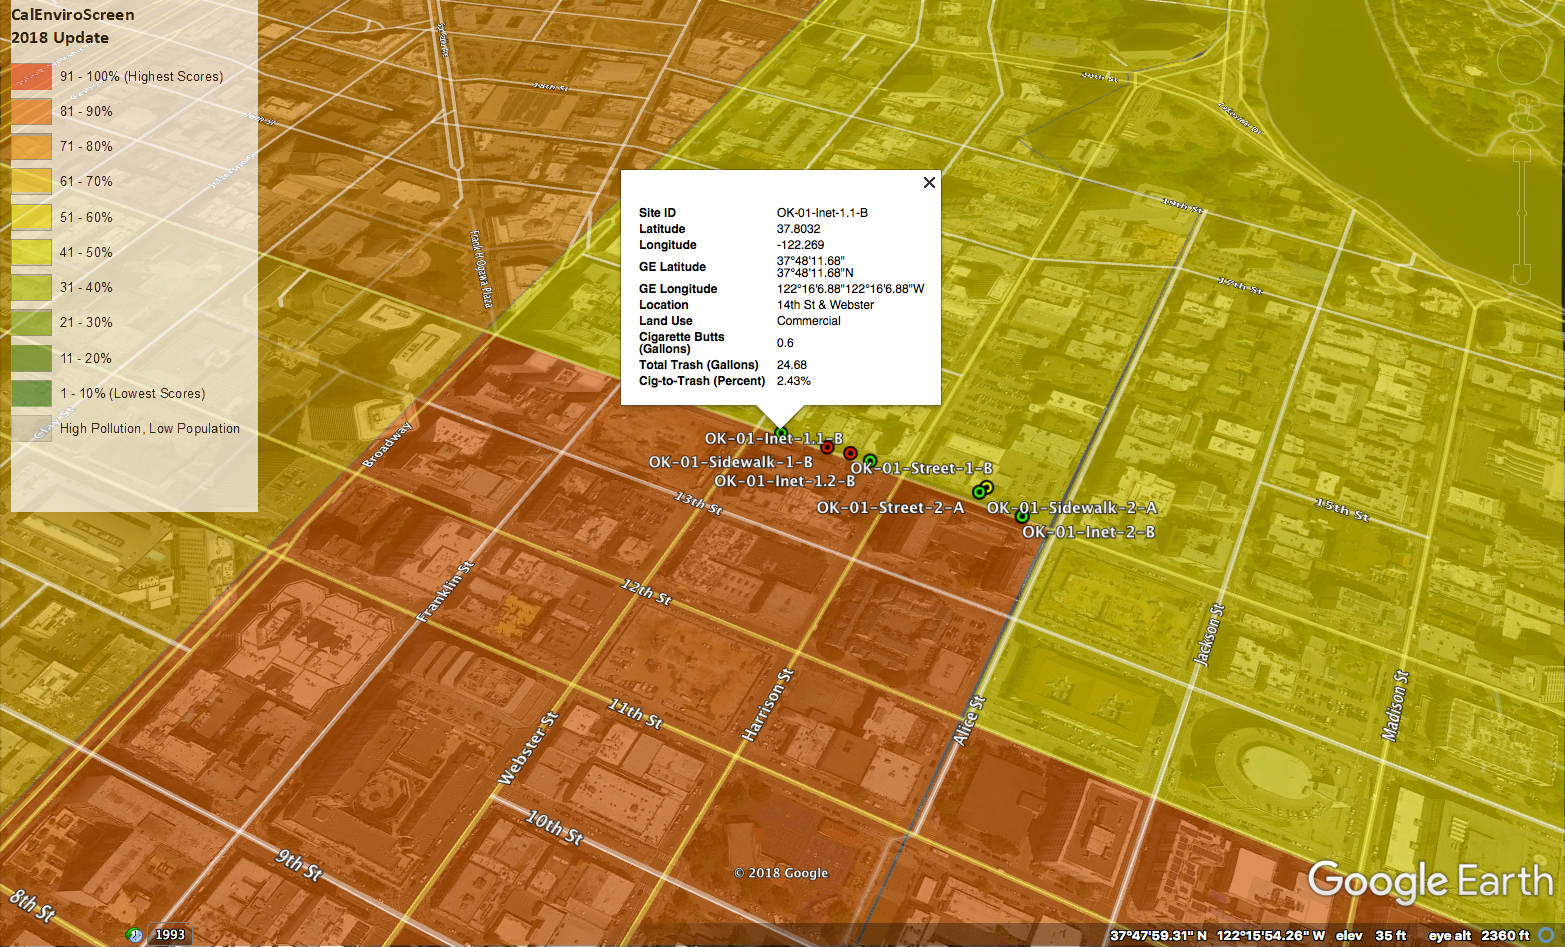 CalEnviroScreen
2018 Update
91 - 100% (Highest Scores)
81 - 90%
71 - 80%
61 - 70%
51 - 60%
41 - 50%
31 - 40%
21 - 30%
11 - 20%
1 - 10% (Lowest Scores)
High Pollution, Low Population
18th St
20th St
19th St
17th St
Frank H Ogawa Plaza
Site ID OK-01-Inet-1.1-B
Latitude 37.8032
Longitude -122.269
GE Latitude 37°48'11.68"
37°48'11.68"N
GE Longitude 122°16'6.88"122°16'6.88"W
Location 14th St & Webster
Land Use Commercial
Cigarette Butts
(Gallons) 0.6
Total Trash (Gallons) 24.68
Cig-to-Trash (Percent) 2.43%
OK-01-Inet-1.1-B
OK-01-Sidewalk-1-B
OK-01-Street-1-B
OK-01-Inet-1.2-B
OK-01-Street-2-A
OK-01-Sidewalk-2-A
OK-01-Inet-2-B
Broadway
13th St
15th St
Franklin St
12th St
Jackson St
Harrison St
Madison St
11th St
Alice St
Webster St
10th St
9th St
8th St
© 2018 Google
Google Earth
1993
37°47'59.31" N 122°15'54.26" W elev 35 ft eye alt 2360 ft